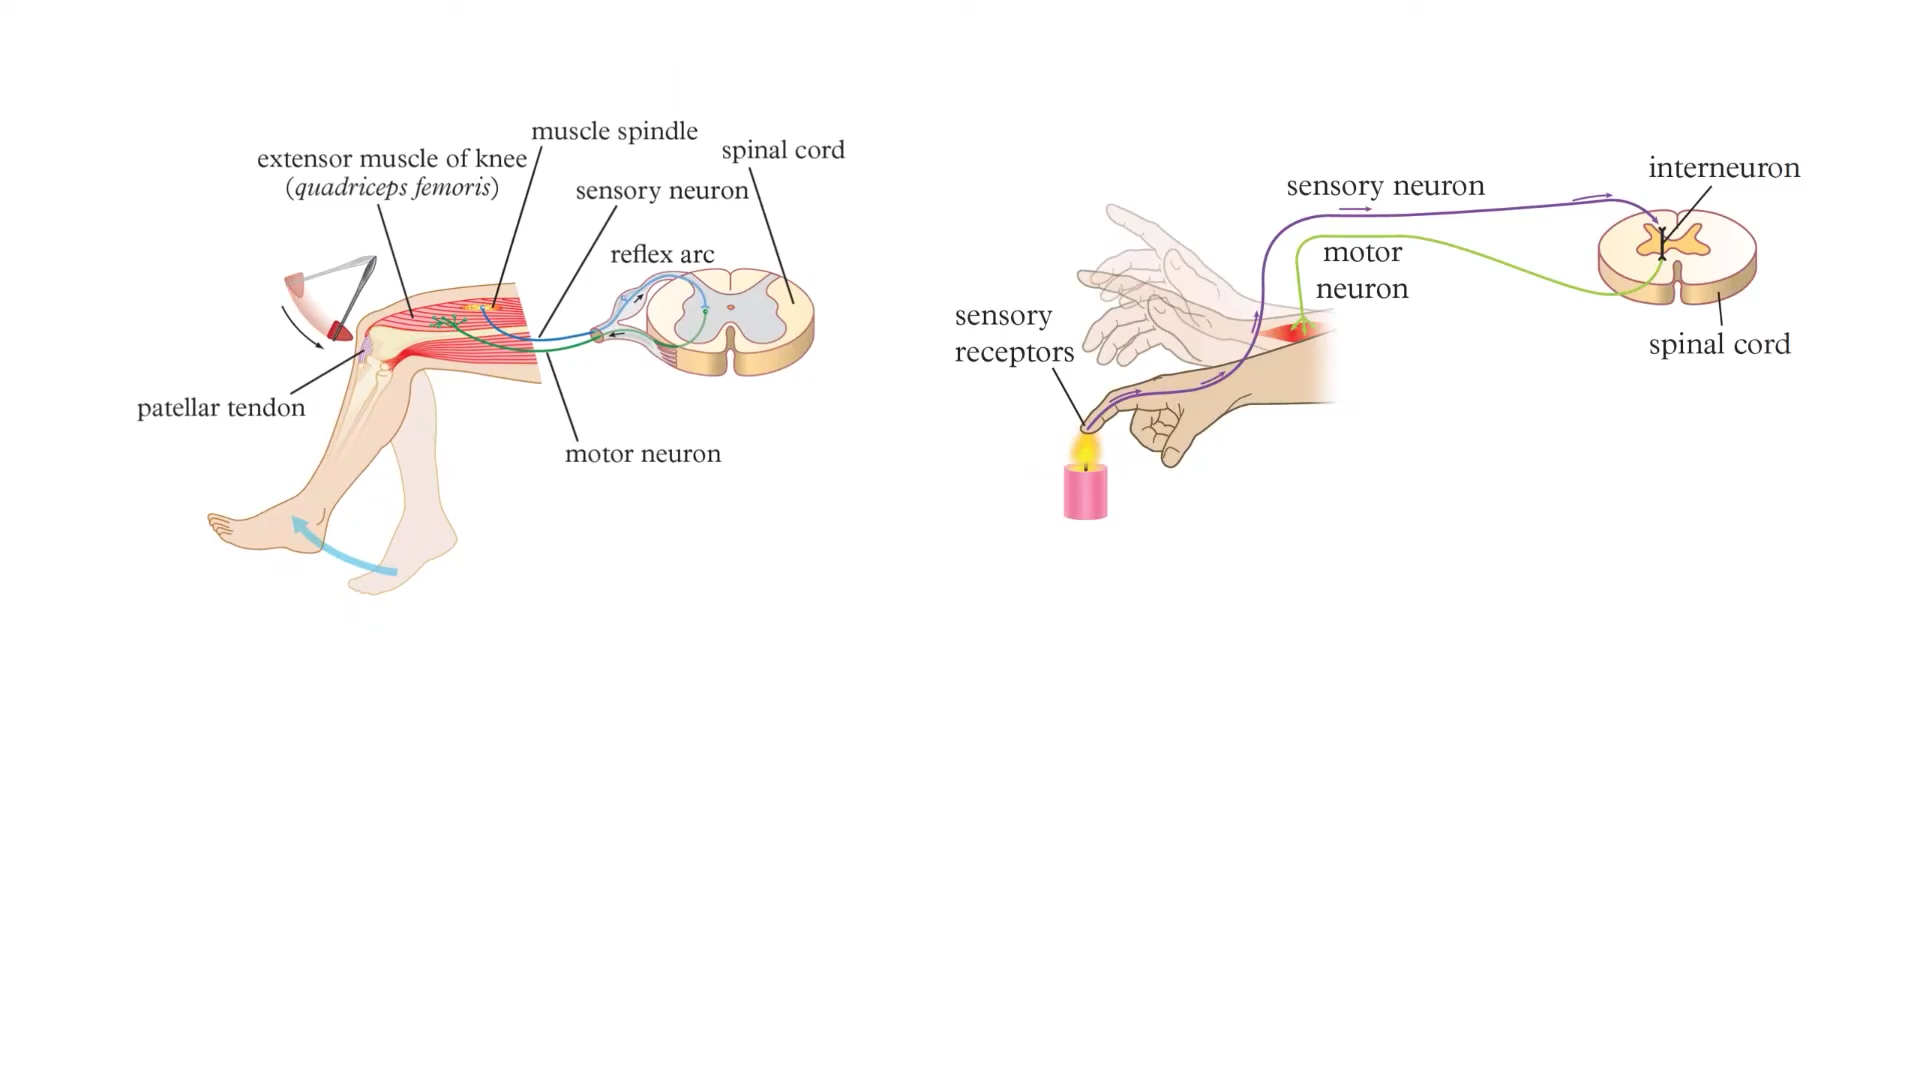 muscle spindle
spinal cord
extensor muscle of knee
(quadriceps femoris)
sensory neuron
reflex arc
patellar tendon
motor neuron
interneuron
sensory neuron
motor
neuron
sensory
receptors
spinal cord